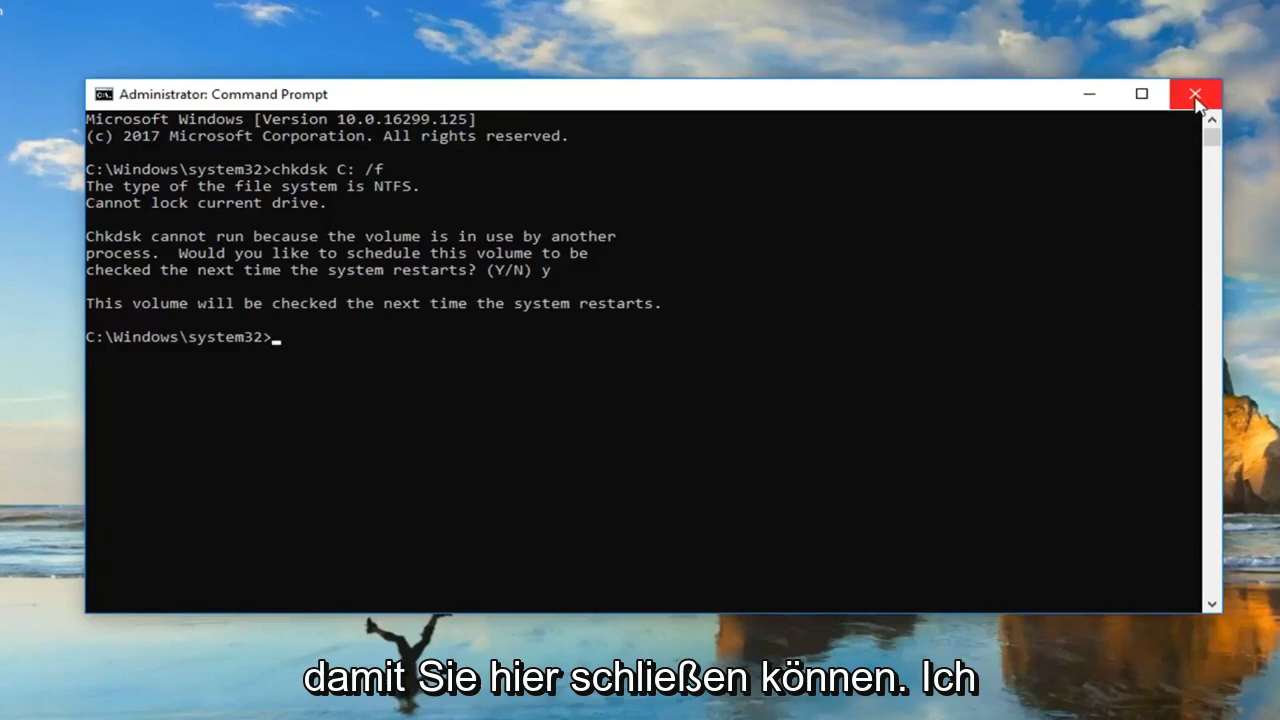 Administrator: Command Prompt
Microsoft Windows [Version 10.0.16299.125]
(c) 2017 Microsoft Corporation. All rights reserved.
C:\Windows\system32>chkdsk C: /f
The type of the file system is NTFS.
Cannot lock current drive.
Chkdsk cannot run because the volume is in use by another
process.  Would you like to schedule this volume to be
checked the next time the system restarts? (Y/N) y
This volume will be checked the next time the system restarts.
C:\Windows\system32>
damit Sie hier schließen können. Ich